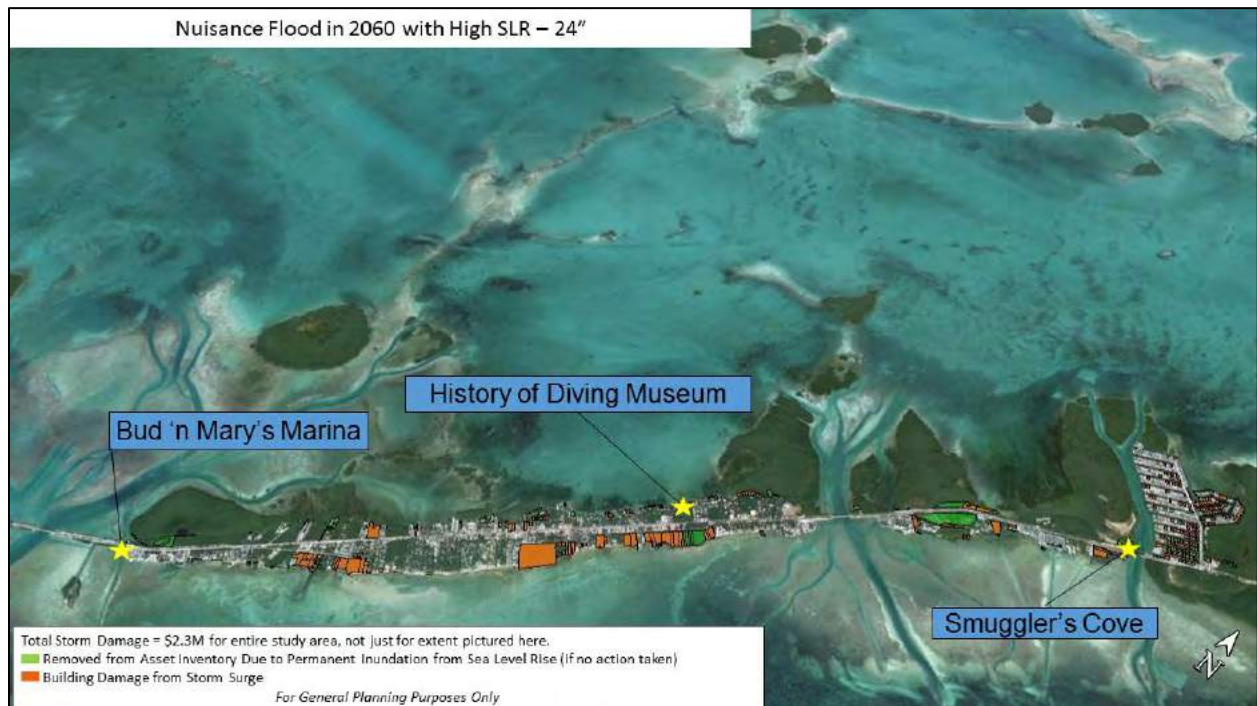 Nuisance Flood in 2060 with High SLR – 24"
History of Diving Museum
Bud 'n Mary's Marina
Smuggler's Cove
Total Storm Damage = $2.3M for entire study area, not just for extent pictured here.
Removed from Asset Inventory Due to Permanent Inundation from Sea Level Rise (if no action taken)
Building Damage from Storm Surge
For General Planning Purposes Only
N